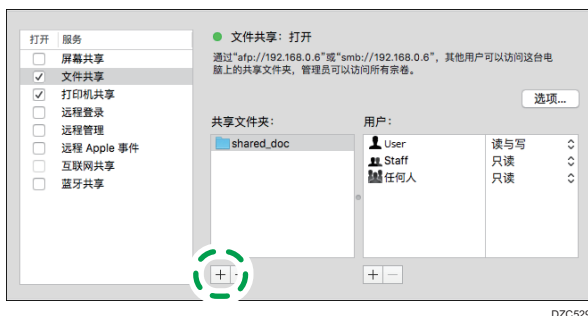 打开 服务
屏幕共享
文件共享
打印机共享
远程登录
远程管理
远程 Apple 事件
互联网共享
蓝牙共享
文件共享：打开
通过"afp://192.168.0.6"或"smb://192.168.0.6"，其他用户可以访问这台电
脑上的共享文件夹，管理员可以访问所有宗卷。
选项...
共享文件夹：
shared_doc
用户：
User 读与写
Staff 只读
任何人 只读
+ -
+ −